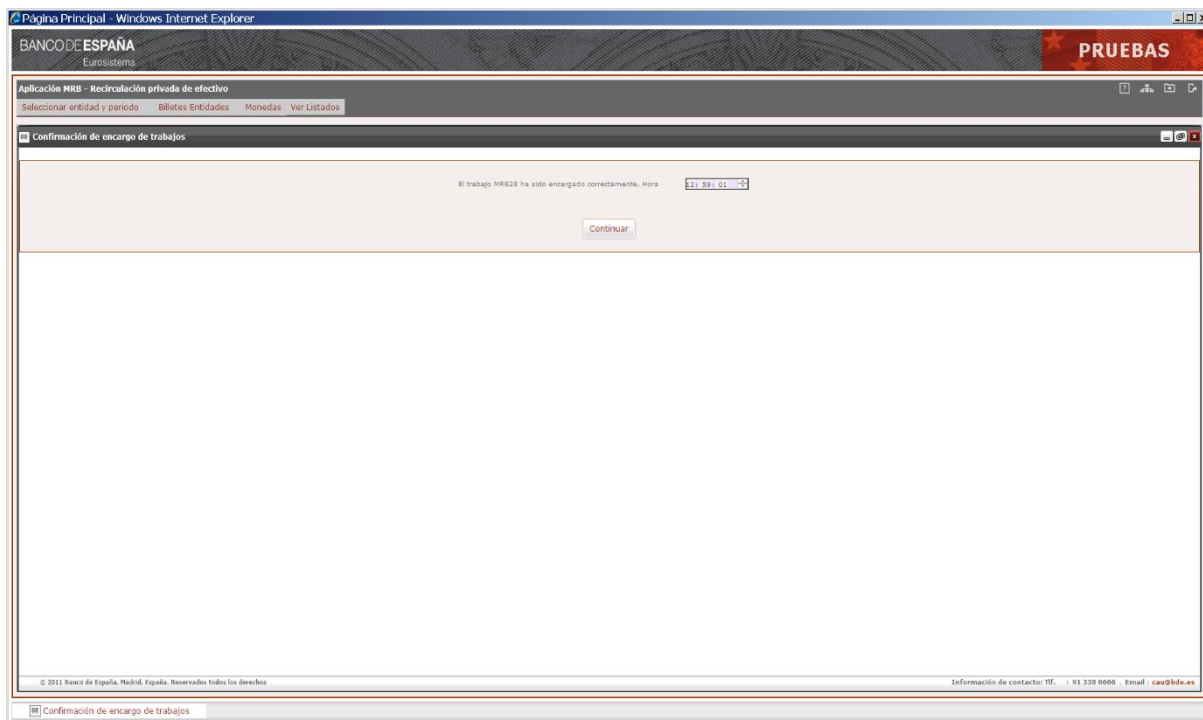 Página Principal - Windows Internet Explorer
BANCODEESPAÑA
Eurosistema
PRUEBAS
Aplicación MRB - Recirculación privada de efectivo
Seleccionar entidad y periodo Billetes Entidades Monedas Ver Listados
Confirmación de encargo de trabajos
El trabajo MRB28 ha sido encargado correctamente. Hora 12: 59: 01
Continuar
© 2011 Banco de España, Madrid, España. Reservados todos los derechos
Información de contacto: Tlf. : 91 338 6666 , Email : cau@bde.es
Confirmación de encargo de trabajos